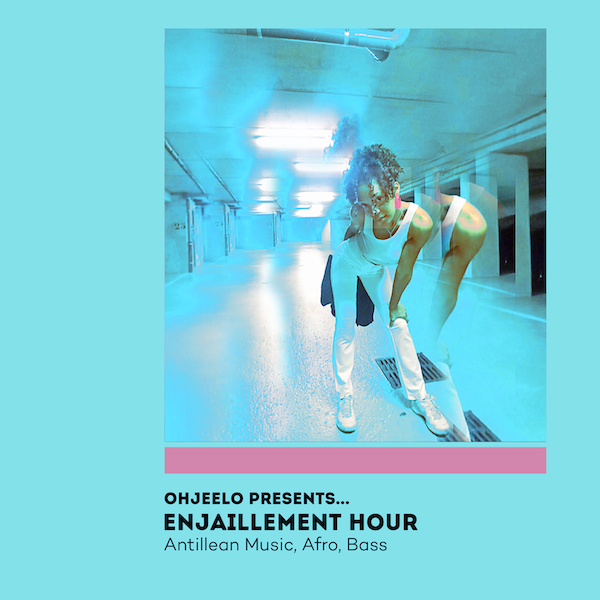 OHJEELO PRESENTS...
ENJAILLEMENT HOUR
Antillean Music, Afro, Bass